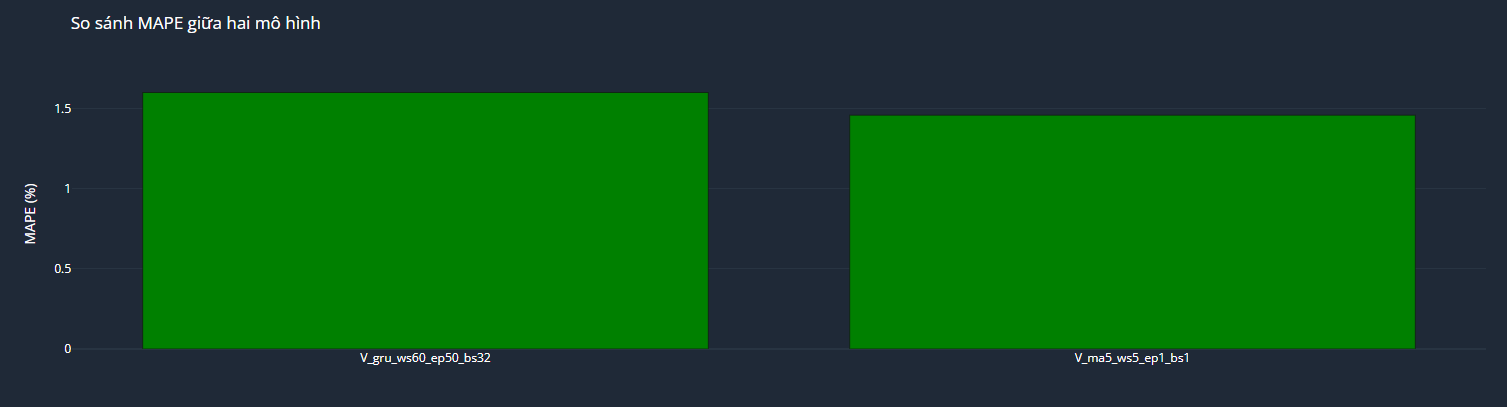 So sánh MAPE giữa hai mô hình
MAPE (%)
1.5
1
0.5
0
V_gru_ws60_ep50_bs32
V_ma5_ws5_ep1_bs1